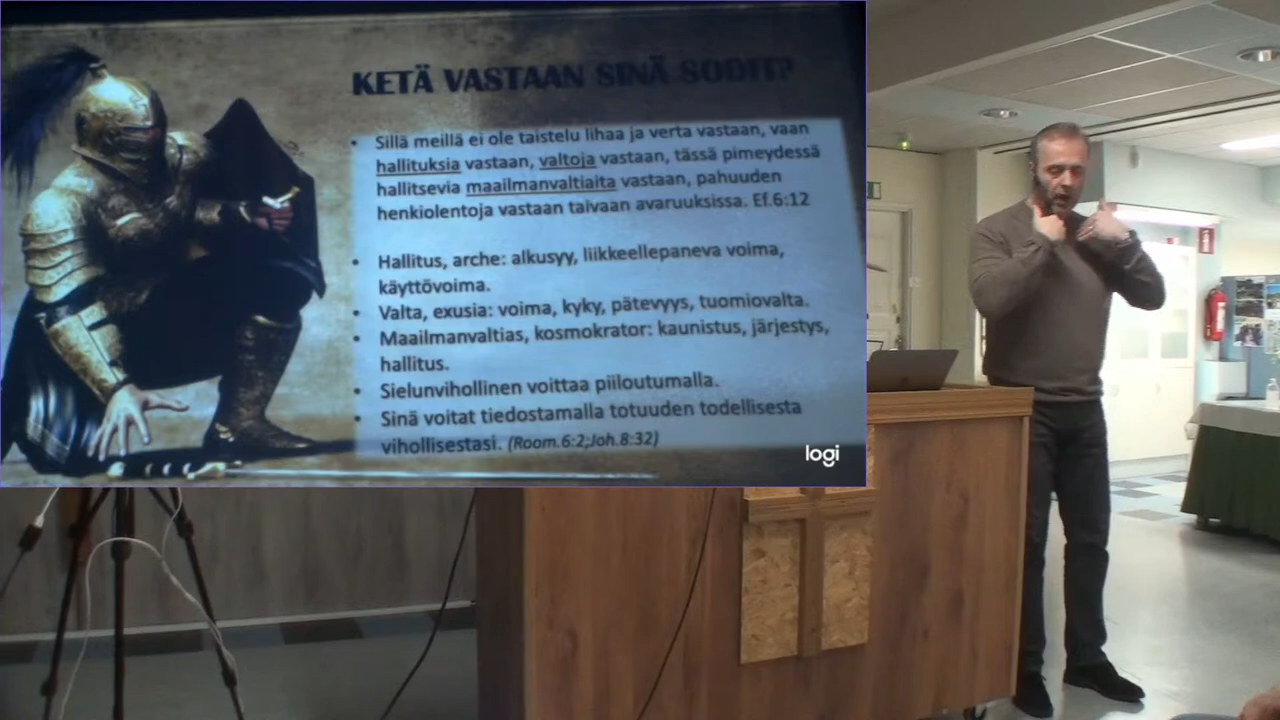 KETÄ VASTAAN SINÄ SODIT?
• Sillä meillä ei ole taistelu lihaa ja verta vastaan, vaan
hallituksia vastaan, valtoja vastaan, tässä pimeydessä
hallitsevia maailmanvaltiaita vastaan, pahuuden
henkiolentoja vastaan taivaan avaruuksissa. Ef.6:12
• Hallitus, arche: alkusyy, liikkeellepaneva voima,
käyttövoima.
• Valta, exusia: voima, kyky, pätevyys, tuomiovalta.
• Maailmanvaltias, kosmokrator: kaunistus, järjestys,
hallitus.
• Sielunvihollinen voittaa piiloutumalla.
• Sinä voitat tiedostamalla totuuden todellisesta
vihollisestasi. (Room.6:2;Joh.8:32)
logi